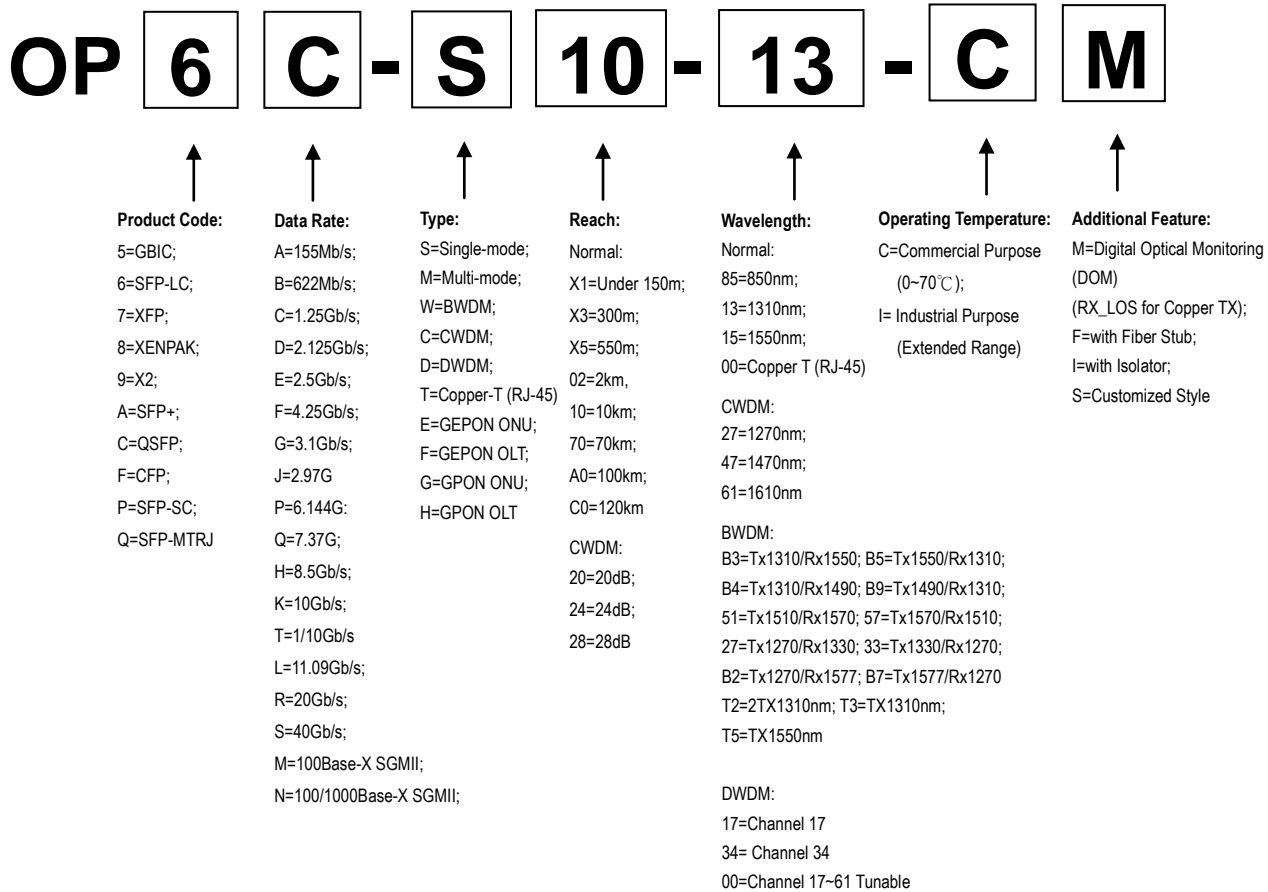 OP 6 C - S 10 - 13 - C M
Product Code:
5=GBIC;
6=SFP-LC;
7=XFP;
8=XENPAK;
9=X2;
A=SFP+;
C=QSFP;
F=CFP;
P=SFP-SC;
Q=SFP-MTRJ
Data Rate:
A=155Mb/s;
B=622Mb/s;
C=1.25Gb/s;
D=2.125Gb/s;
E=2.5Gb/s;
F=4.25Gb/s;
G=3.1Gb/s;
J=2.97G
P=6.144G:
Q=7.37G;
H=8.5Gb/s;
K=10Gb/s;
T=1/10Gb/s
L=11.09Gb/s;
R=20Gb/s;
S=40Gb/s;
M=100Base-X SGMII;
N=100/1000Base-X SGMII;
Type:
S=Single-mode;
M=Multi-mode;
W=BWDM;
C=CWDM;
D=DWDM;
T=Copper-T (RJ-45)
E=GEPON ONU;
F=GEPON OLT;
G=GPON ONU;
H=GPON OLT
Reach:
Normal:
X1=Under 150m;
X3=300m;
X5=550m;
02=2km,
10=10km;
70=70km;
A0=100km;
C0=120km
CWDM:
20=20dB;
24=24dB;
28=28dB
Wavelength:
Normal:
85=850nm;
13=1310nm;
15=1550nm;
00=Copper T (RJ-45)
CWDM:
27=1270nm;
47=1470nm;
61=1610nm
BWDM:
B3=Tx1310/Rx1550; B5=Tx1550/Rx1310;
B4=Tx1310/Rx1490; B9=Tx1490/Rx1310;
51=Tx1510/Rx1570; 57=Tx1570/Rx1510;
27=Tx1270/Rx1330; 33=Tx1330/Rx1270;
B2=Tx1270/Rx1577; B7=Tx1577/Rx1270
T2=2TX1310nm; T3=TX1310nm;
T5=TX1550nm
DWDM:
17=Channel 17
34= Channel 34
00=Channel 17~61 Tunable
Operating Temperature:
C=Commercial Purpose
(0~70℃);
I= Industrial Purpose
(Extended Range)
Additional Feature:
M=Digital Optical Monitoring
(DOM)
(RX_LOS for Copper TX);
F=with Fiber Stub;
I=with Isolator;
S=Customized Style